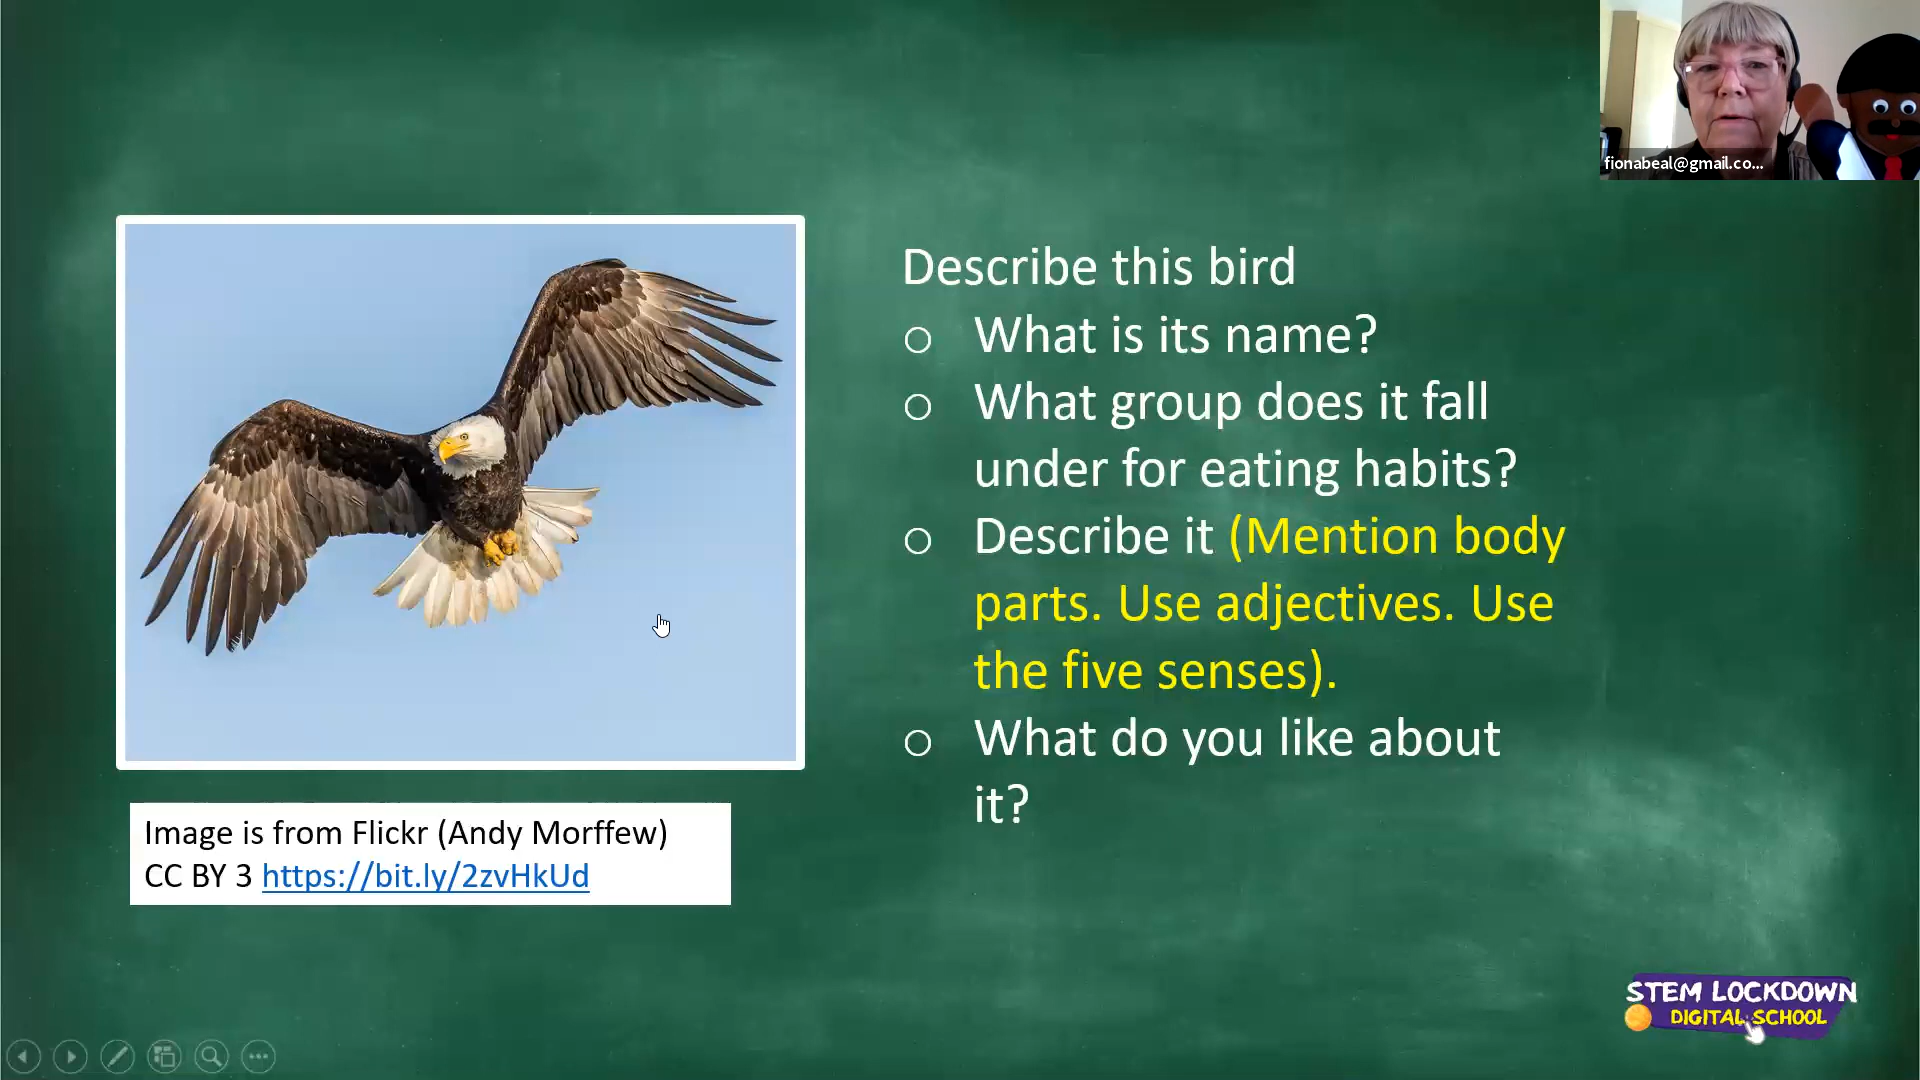 fionabeal@gmail.co...
Describe this bird
o What is its name?
o What group does it fall
under for eating habits?
o Describe it (Mention body
parts. Use adjectives. Use
the five senses).
o What do you like about
it?
Image is from Flickr (Andy Morffew)
CC BY 3 https://bit.ly/2zvHkUd
STEM LOCKDOWN
DIGITAL SCHOOL